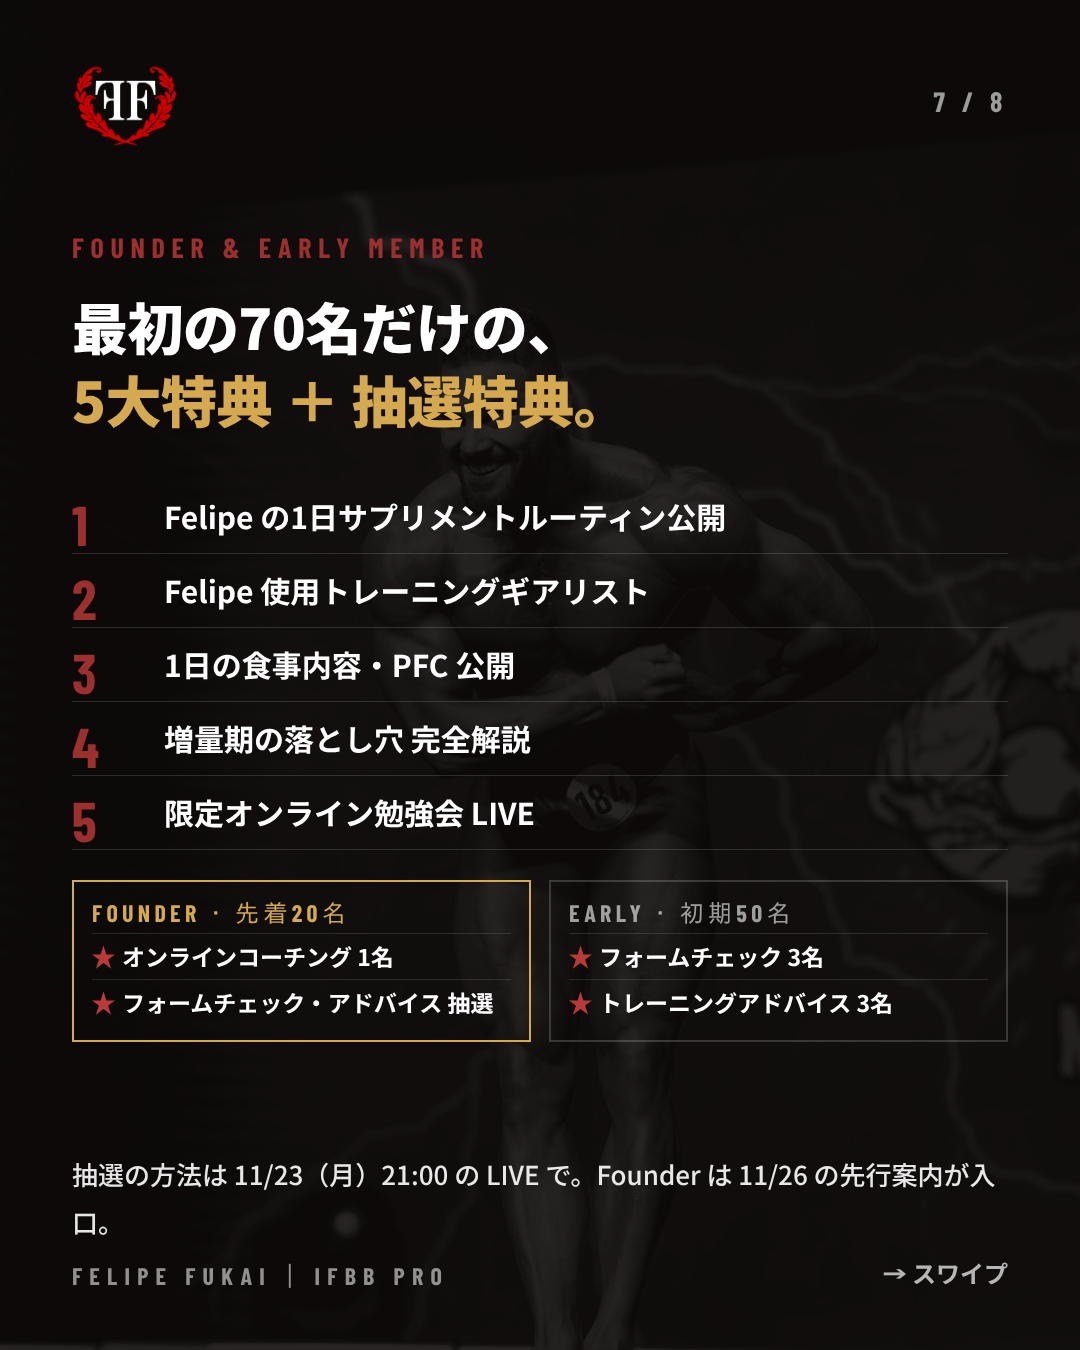 FF
7 / 8
FOUNDER & EARLY MEMBER
最初の70名だけの、
5大特典 ＋ 抽選特典。
1 Felipe の1日サプリメントルーティン公開
2 Felipe 使用トレーニングギアリスト
3 1日の食事内容・PFC 公開
4 増量期の落とし穴 完全解説
5 限定オンライン勉強会 LIVE
184
FOUNDER · 先着20名
★ オンラインコーチング 1名
★ フォームチェック・アドバイス 抽選
EARLY · 初期50名
★ フォームチェック 3名
★ トレーニングアドバイス 3名
抽選の方法は 11/23（月）21:00 の LIVE で。Founder は 11/26 の先行案内が入
口。
FELIPE FUKAI | IFBB PRO
→ スワイプ